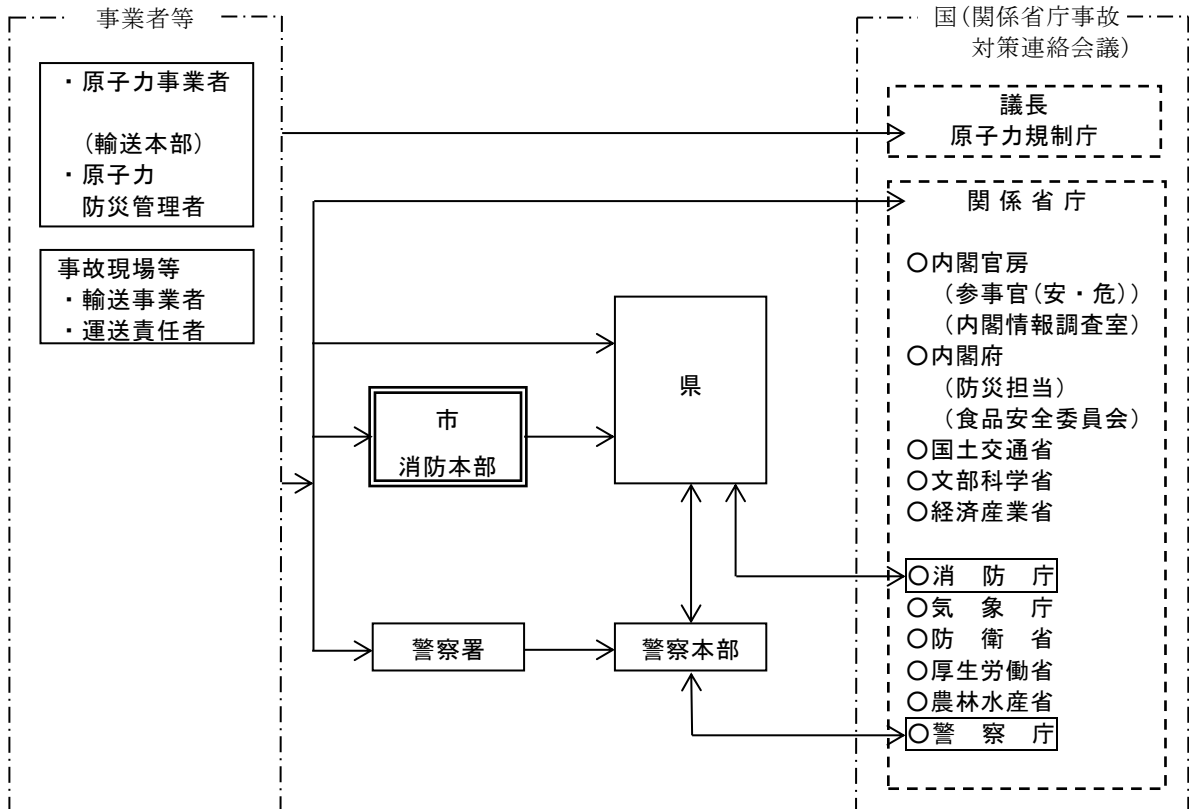 事業者等
・原子力事業者
(輸送本部)
・原子力
防災管理者
事故現場等
・輸送事業者
・運送責任者
市
消防本部
県
警察署
警察本部
国(関係省庁事故
対策連絡会議)
議長
原子力規制庁
関係省庁
○内閣官房
(参事官(安・危))
(内閣情報調査室)
○内閣府
(防災担当)
(食品安全委員会)
○国土交通省
○文部科学省
○経済産業省
○消防庁
○気象庁
○防衛省
○厚生労働省
○農林水産省
○警察庁